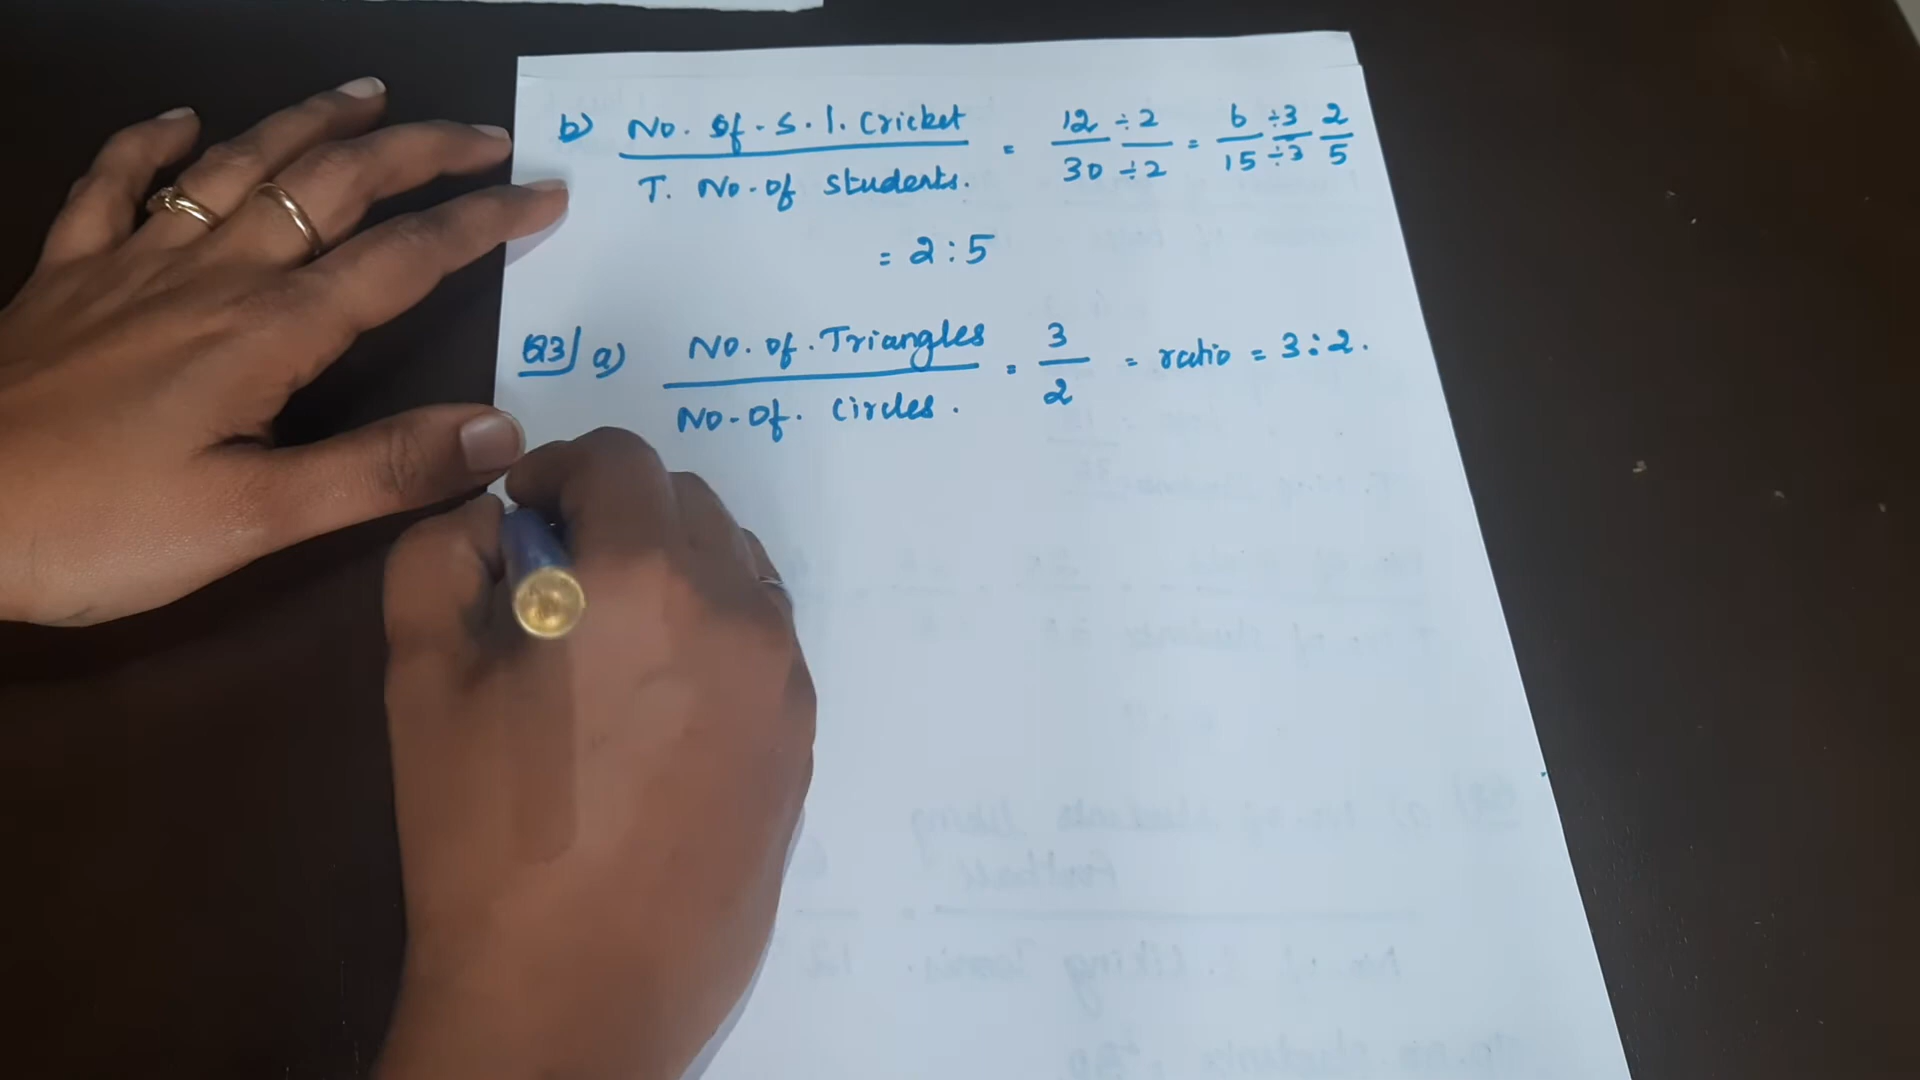 b) No. of. S. l. Cricket = 12 ÷2 = 6 ÷3 2
T. No. of students. 30 ÷2 15 ÷3 5
= 2 : 5
Q3/ a) No. of. Triangles = 3 = ratio = 3:2.
No. of. Circles. 2